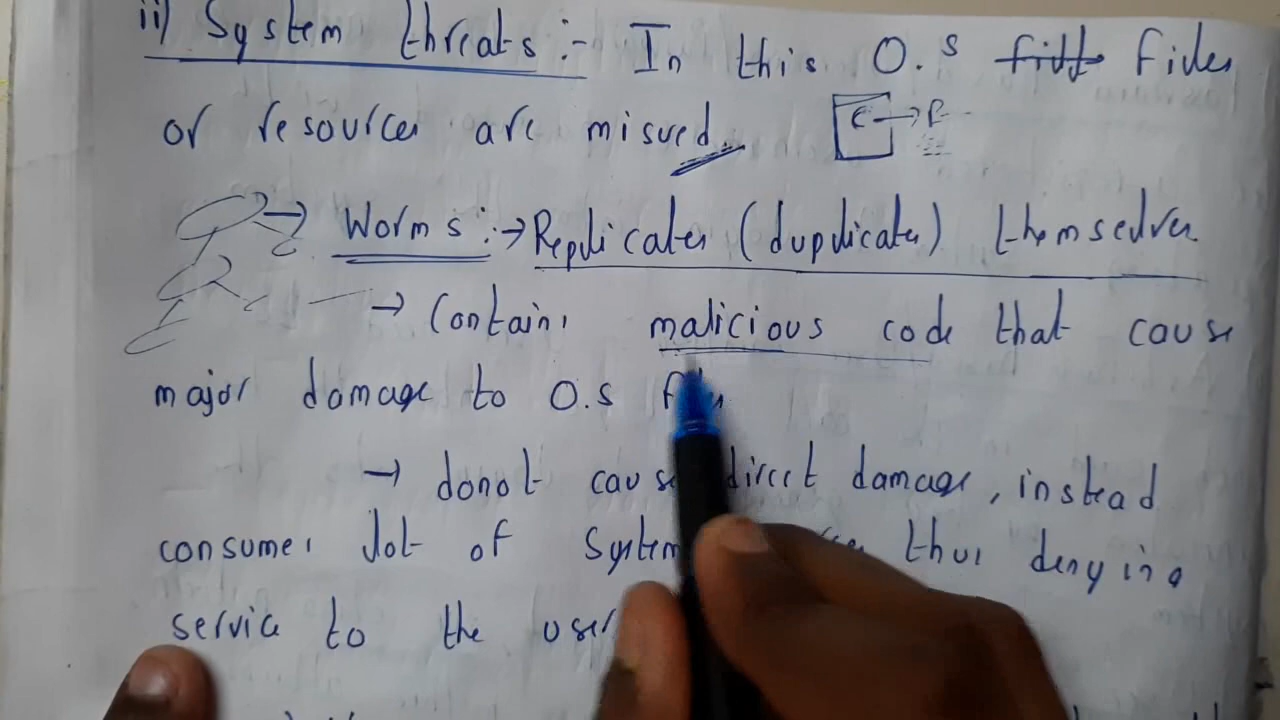 ii) System threats :- In this O.S files
or resources are misused.
→ Worms :→ Replicates (duplicates) themselves
→ Contains malicious code that cause
major damage to O.S
→ donot cause direct damage, instead
consumes lot of System thus denying
service to the user